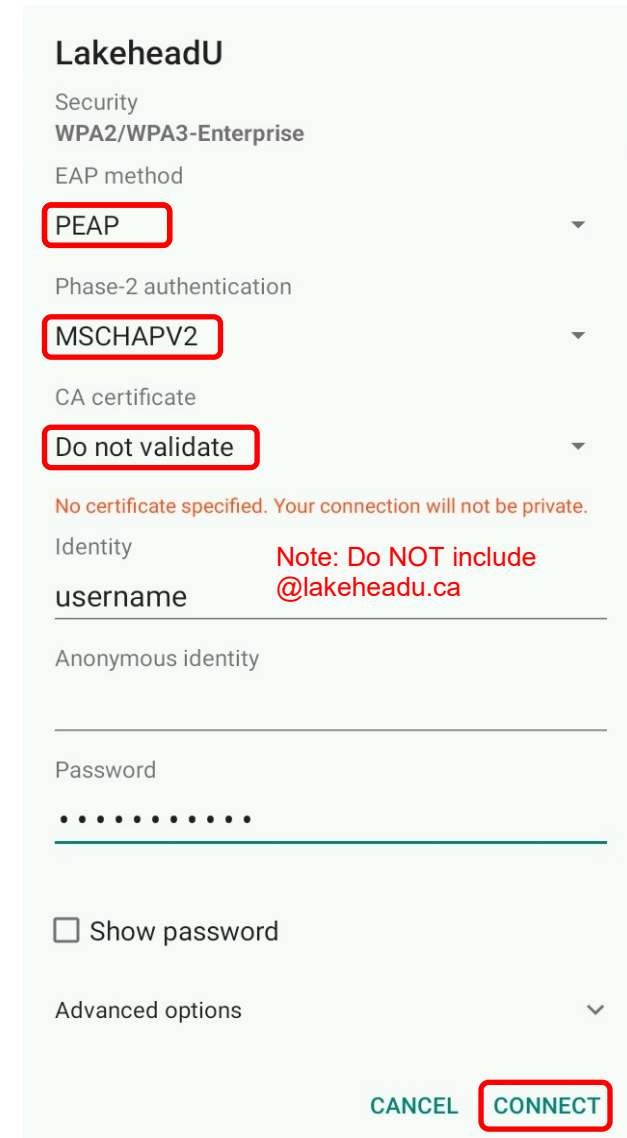 LakeheadU
Security
WPA2/WPA3-Enterprise
EAP method
PEAP
Phase-2 authentication
MSCHAPV2
CA certificate
Do not validate
No certificate specified. Your connection will not be private.
Identity
Note: Do NOT include
@lakeheadu.ca
username
Anonymous identity
Password
•••••••••••
Show password
Advanced options
CANCEL CONNECT